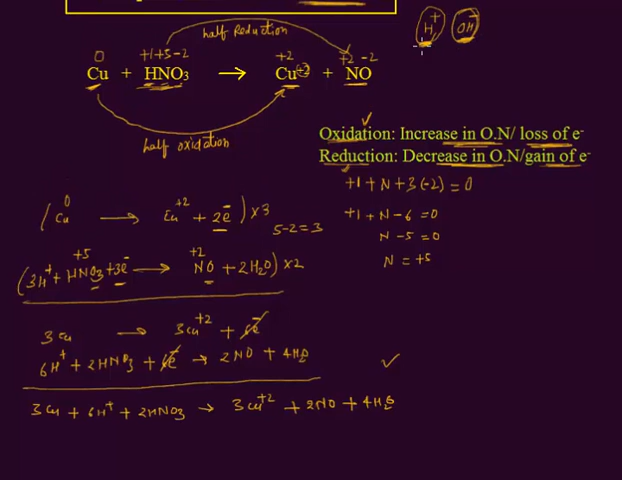 half Reduction
H⁺ OH⁻
0 +1+5-2 +2 +2 -2
Cu + HNO₃ → Cu⁺² + NO
half oxidation
Oxidation: Increase in O.N/ loss of e⁻
Reduction: Decrease in O.N/gain of e⁻
+1 + N + 3(-2) = 0
+1 + N - 6 = 0
N - 5 = 0
N = +5
0 +2
(Cu → Cu + 2e⁻) ×3
5-2=3
+5 +2
(3H⁺ + HNO₃ + 3e⁻ → NO + 2H₂O) ×2
3Cu → 3Cu⁺² + 6e⁻
6H⁺ + 2HNO₃ + 6e⁻ → 2NO + 4H₂O
3Cu + 6H⁺ + 2HNO₃ → 3Cu⁺² + 2NO + 4H₂O